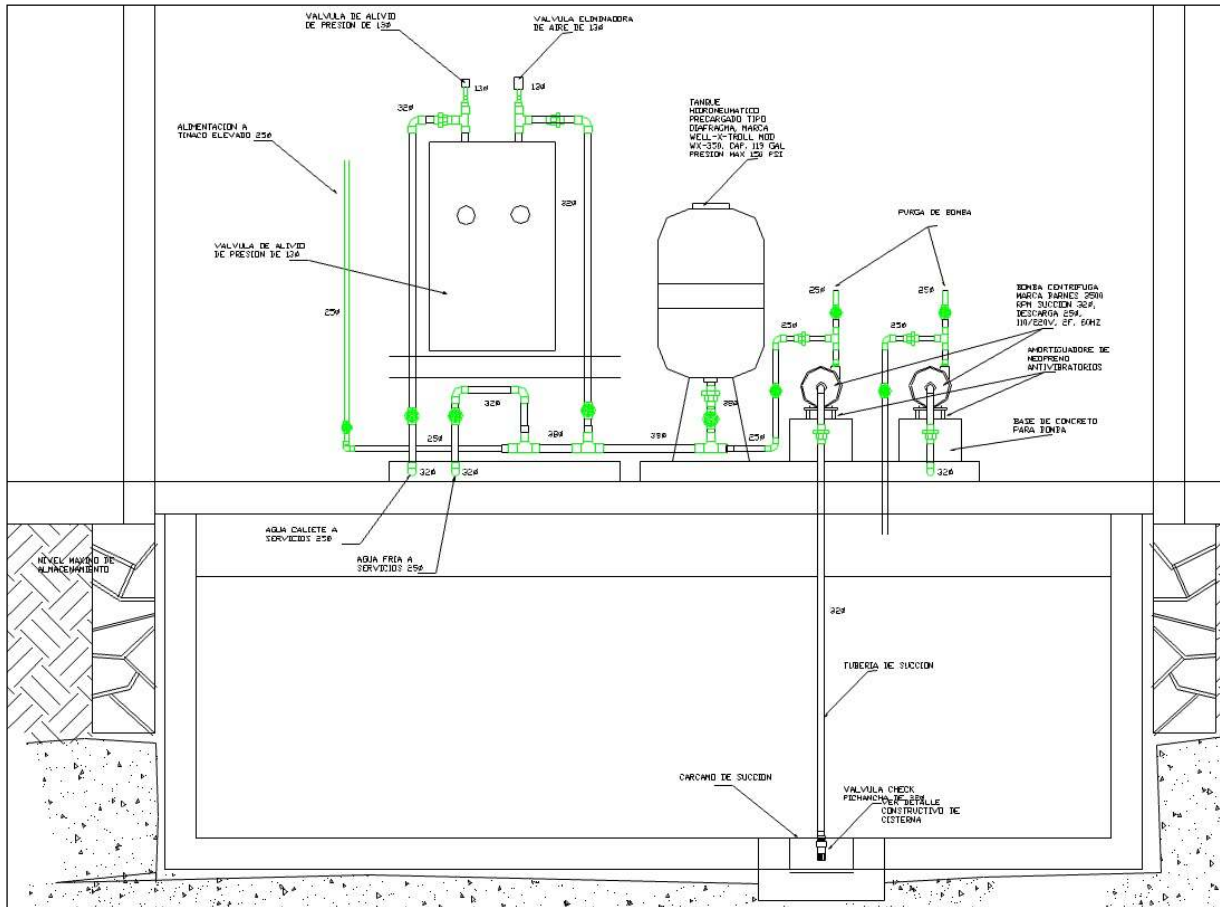 VALVULA DE ALIVIO
DE PRESION DE 13ø
VALVULA ELIMINADORA
DE AIRE DE 13ø
13ø
13ø
32ø
TANQUE
HIDRONEUMATICO
PRECARGADO TIPO
DIAFRAGMA, MARCA
WELL-X-TROLL MOD
WX-350, CAP. 119 GAL
PRESION MAX 150 PSI
ALIMENTACION A
TINACO ELEVADO 25ø
32ø
PURGA DE BOMBA
VALVULA DE ALIVIO
DE PRESION DE 13ø
25ø
25ø
25ø
BOMBA CENTRIFUGA
MARCA BARNES 3500
RPM SUCCION 32ø,
DESCARGA 25ø,
110/220V, 2F, 60HZ
25ø
25ø
AMORTIGUADORE DE
NEOPRENO
ANTIVIBRATORIOS
32ø
38ø
BASE DE CONCRETO
PARA BOMBA
25ø
38ø
38ø
25ø
32ø
32ø
32ø
AGUA CALIETE A
SERVICIOS 25ø
AGUA FRIA A
SERVICIOS 25ø
NIVEL MAXIMO DE
ALMACENAMIENTO
32ø
TUBERIA DE SUCCION
CARCAMO DE SUCCION
VALVULA CHECK
PICHANCHA DE 32ø
VER DETALLE
CONSTRUCTIVO DE
CISTERNA